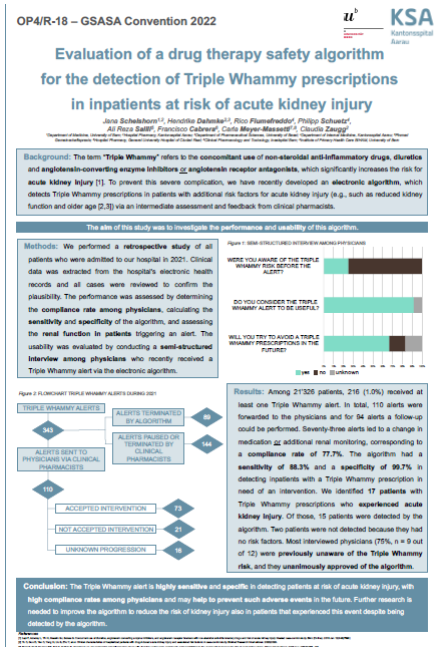 OP4/R-18 – GSASA Convention 2022
u
b
KSA
Kantonsspital
Aarau
Evaluation of a drug therapy safety algorithm
for the detection of Triple Whammy prescriptions
in inpatients at risk of acute kidney injury
Jana Schelshorn1,2, Hendrike Dahmke2,3, Rico Fiumefreddo4, Philipp Schuetz4,
Ali Reza Salili5, Francisco Cabrera5, Carla Meyer-Massetti7,8, Claudia Zaugg2
Background: The term "Triple Whammy" refers to the concomitant use of non-steroidal anti-inflammatory drugs, diuretics
and angiotensin-converting enzyme inhibitors or angiotensin receptor antagonists, which significantly increases the risk for
acute kidney injury [1]. To prevent this severe complication, we have recently developed an electronic algorithm, which
detects Triple Whammy prescriptions in patients with additional risk factors for acute kidney injury (e.g., such as reduced kidney
function and older age [2,3]) via an intermediate assessment and feedback from clinical pharmacists.
The aim of this study was to investigate the performance and usability of this algorithm.
Methods: We performed a retrospective study of all
patients who were admitted to our hospital in 2021. Clinical
data was extracted from the hospital's electronic health
records and all cases were reviewed to confirm the
plausibility. The performance was assessed by determining
the compliance rate among physicians, calculating the
sensitivity and specificity of the algorithm, and assessing
the renal function in patients triggering an alert. The
usability was evaluated by conducting a semi-structured
interview among physicians who recently received a
Triple Whammy alert via the electronic algorithm.
Figure 1: SEMI-STRUCTURED INTERVIEW AMONG PHYSICIANS
WERE YOU AWARE OF THE TRIPLE
WHAMMY RISK BEFORE THE
ALERT?
DO YOU CONSIDER THE TRIPLE
WHAMMY ALERT TO BE USEFUL?
WILL YOU TRY TO AVOID A TRIPLE
WHAMMY PRESCRIPTIONS IN THE
FUTURE?
yes no unknown
Figure 2: FLOWCHART TRIPLE WHAMMY ALERTS DURING 2021
TRIPLE WHAMMY ALERTS
343
ALERTS TERMINATED
BY ALGORITHM
89
ALERTS PAUSED OR
TERMINATED BY
CLINICAL
PHARMACISTS
144
ALERTS SENT TO
PHYSICIANS VIA CLINICAL
PHARMACISTS
110
ACCEPTED INTERVENTION
73
NOT ACCEPTED INTERVENTION
21
UNKNOWN PROGRESSION
16
Results: Among 21'326 patients, 216 (1.0%) received at
least one Triple Whammy alert. In total, 110 alerts were
forwarded to the physicians and for 94 alerts a follow-up
could be performed. Seventy-three alerts led to a change in
medication or additional renal monitoring, corresponding to
a compliance rate of 77.7%. The algorithm had a
sensitivity of 88.3% and a specificity of 99.7% in
detecting inpatients with a Triple Whammy prescription in
need of an intervention. We identified 17 patients with
Triple Whammy prescriptions who experienced acute
kidney injury. Of those, 15 patients were detected by the
algorithm. Two patients were not detected because they had
no risk factors. Most interviewed physicians (75%, n = 9 out
of 12) were previously unaware of the Triple Whammy
risk, and they unanimously approved of the algorithm.
Conclusion: The Triple Whammy alert is highly sensitive and specific in detecting patients at risk of acute kidney injury, with
high compliance rates among physicians and may help to prevent such adverse events in the future. Further research is
needed to improve the algorithm to reduce the risk of kidney injury also in patients that experienced this event despite being
detected by the algorithm.
References